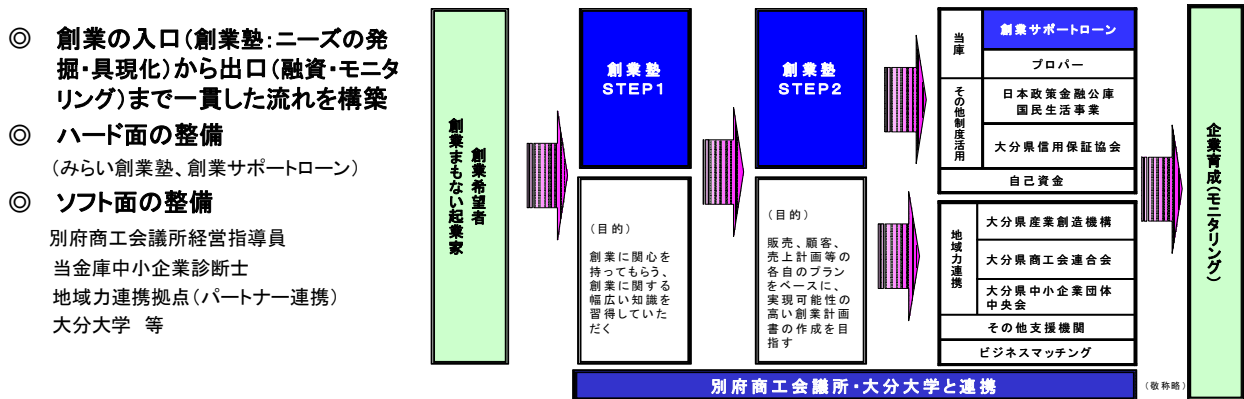 ◎ 創業の入口(創業塾:ニーズの発
掘・具現化)から出口(融資・モニタ
リング)まで一貫した流れを構築
◎ ハード面の整備
(みらい創業塾、創業サポートローン)
◎ ソフト面の整備
別府商工会議所経営指導員
当金庫中小企業診断士
地域力連携拠点(パートナー連携)
大分大学 等
創業希望者
創業まもない起業家
創業塾
STEP1
(目的)
創業に関心を
持ってもらう、
創業に関する
幅広い知識を
習得していた
だく
創業塾
STEP2
(目的)
販売、顧客、
売上計画等の
各自のプラン
をベースに、
実現可能性の
高い創業計画
書の作成を目
指す
当庫
創業サポートローン
プロパー
その他制度活用
日本政策金融公庫
国民生活事業
大分県信用保証協会
自己資金
地域力連携
大分県産業創造機構
大分県商工会連合会
大分県中小企業団体
中央会
その他支援機関
ビジネスマッチング
企業育成(モニタリング)
別府商工会議所・大分大学と連携
(敬称略)